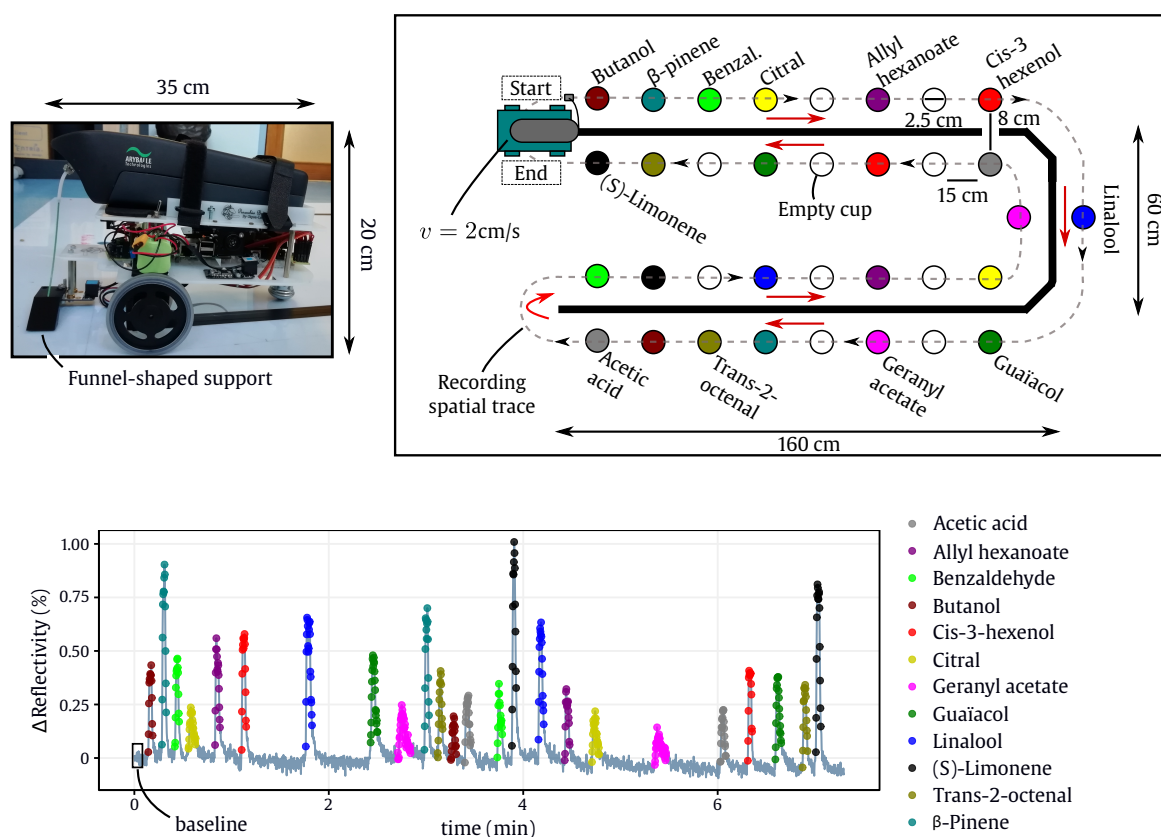 35 cm
20 cm
ARYBALLE
Technologies
Funnel-shaped support
Start
End
v = 2cm/s
Butanol
β-pinene
Benzal.
Citral
Allyl
hexanoate
Cis-3
hexenol
2.5 cm
8 cm
(S)-Limonene
Empty cup
15 cm
Linalool
60 cm
Recording
spatial trace
Acetic
acid
Trans-2-
octenal
Geranyl
acetate
Guaïacol
160 cm
Δ Reflectivity (%)
1.00
0.75
0.50
0.25
0
0
2
4
6
baseline
time (min)
Acetic acid
Allyl hexanoate
Benzaldehyde
Butanol
Cis-3-hexenol
Citral
Geranyl acetate
Guaïacol
Linalool
(S)-Limonene
Trans-2-octenal
β-Pinene